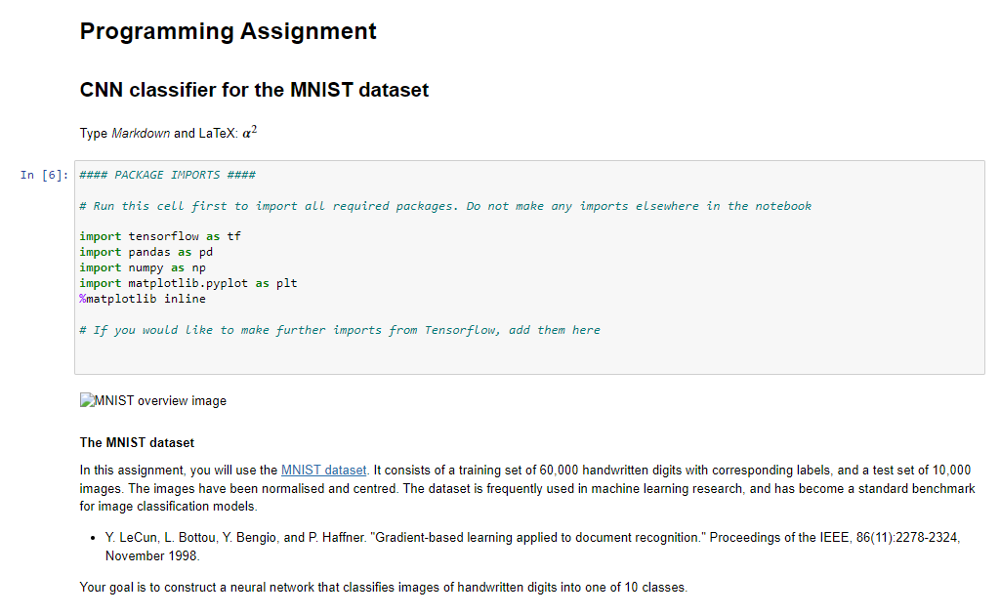 Programming Assignment
CNN classifier for the MNIST dataset
Type Markdown and LaTeX: α²
In [6]: #### PACKAGE IMPORTS ####
# Run this cell first to import all required packages. Do not make any imports elsewhere in the notebook
import tensorflow as tf
import pandas as pd
import numpy as np
import matplotlib.pyplot as plt
%matplotlib inline
# If you would like to make further imports from Tensorflow, add them here
MNIST overview image
The MNIST dataset
In this assignment, you will use the MNIST dataset. It consists of a training set of 60,000 handwritten digits with corresponding labels, and a test set of 10,000
images. The images have been normalised and centred. The dataset is frequently used in machine learning research, and has become a standard benchmark
for image classification models.
• Y. LeCun, L. Bottou, Y. Bengio, and P. Haffner. "Gradient-based learning applied to document recognition." Proceedings of the IEEE, 86(11):2278-2324,
November 1998.
Your goal is to construct a neural network that classifies images of handwritten digits into one of 10 classes.